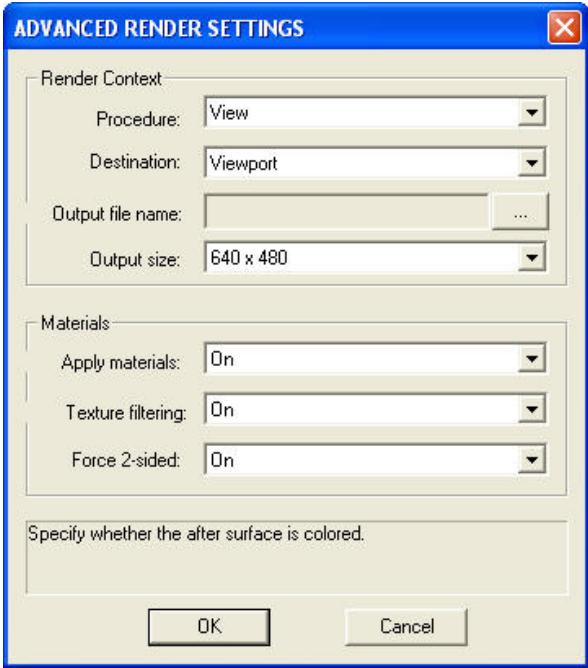 ADVANCED RENDER SETTINGS
Render Context
Procedure: View
Destination: Viewport
Output file name: ...
Output size: 640 x 480
Materials
Apply materials: On
Texture filtering: On
Force 2-sided: On
Specify whether the after surface is colored.
OK Cancel